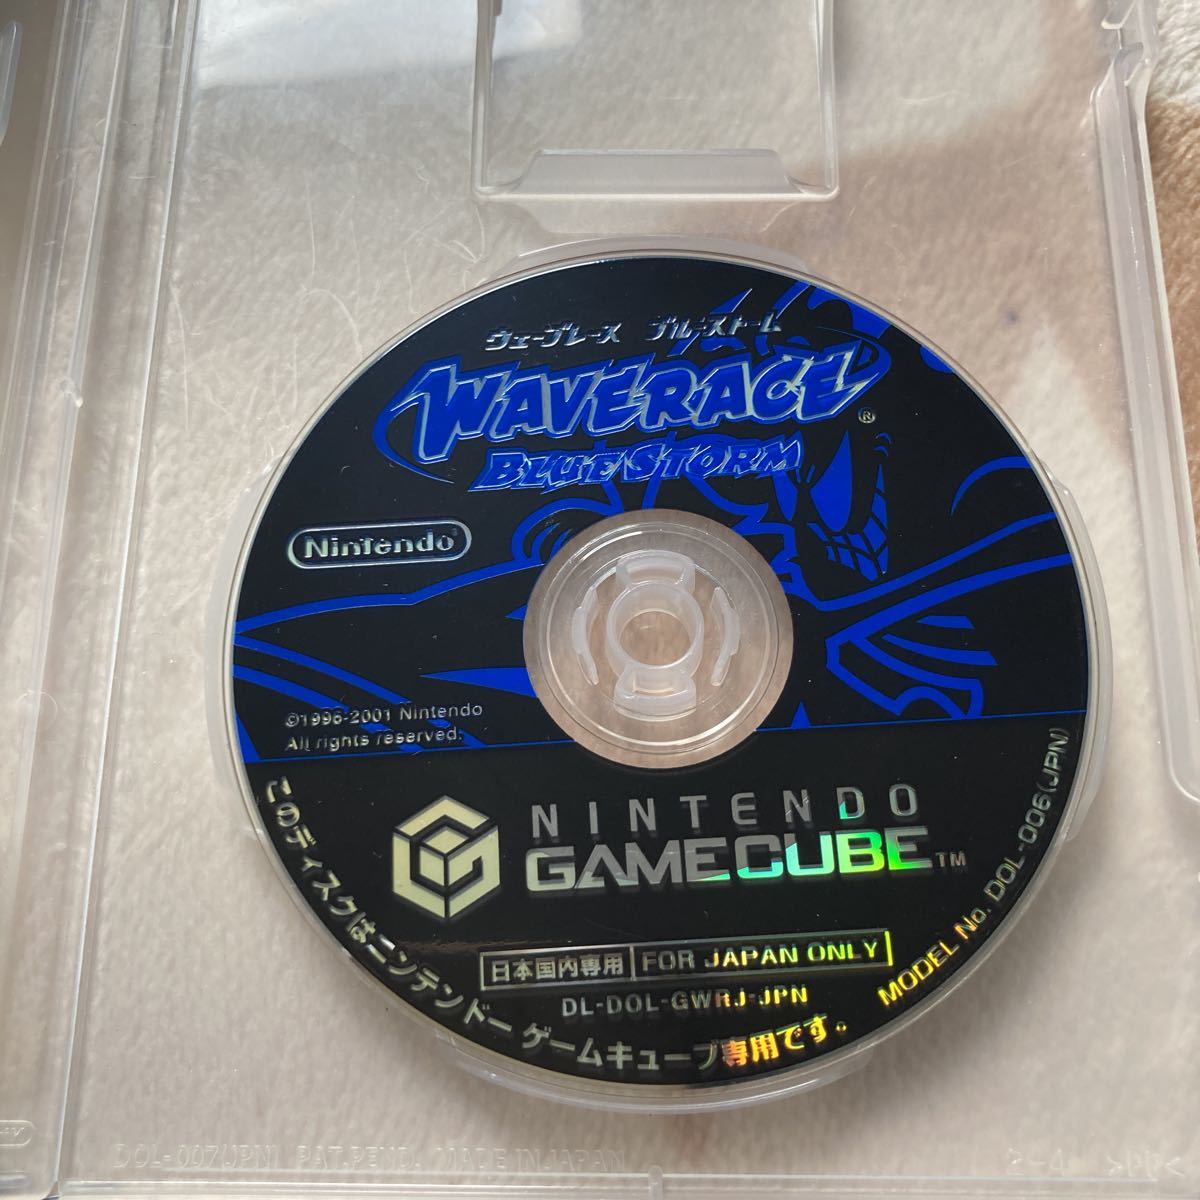 ウェーブレース ブルーストーム
WAVERACE®
BLUE STORM
Nintendo®
©1996-2001 Nintendo
All rights reserved.
NINTENDO
GAMECUBE™
日本国内専用 FOR JAPAN ONLY
DL-DOL-GWRJ-JPN
このディスクはニンテンドー ゲームキューブ専用です。
MODEL No. DOL-006(JPN)
DOL-007(JPN) PAT.PEND. MADE IN JAPAN
2-4 >PP<